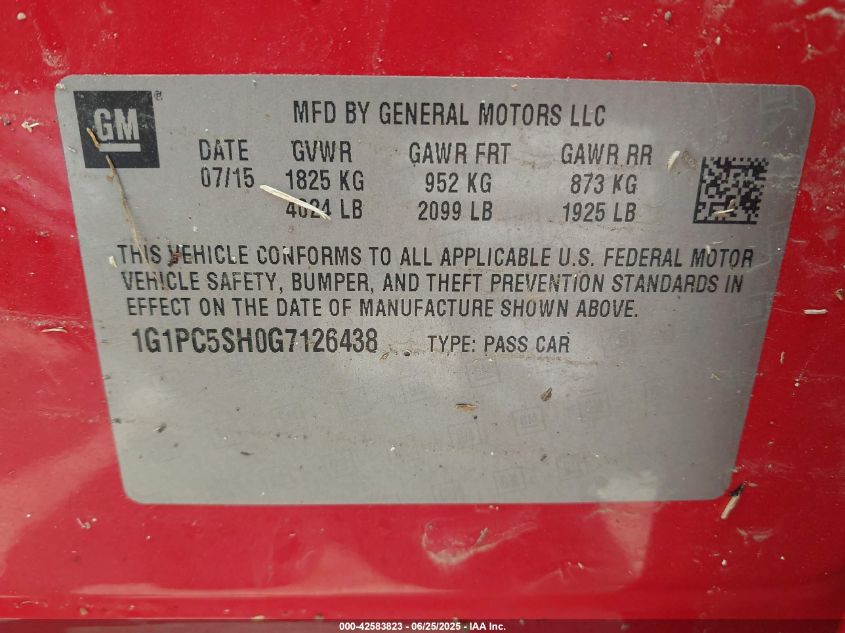 GM ®
MFD BY GENERAL MOTORS LLC
DATE GVWR GAWR FRT GAWR RR
07/15 1825 KG 952 KG 873 KG
4024 LB 2099 LB 1925 LB
THIS VEHICLE CONFORMS TO ALL APPLICABLE U.S. FEDERAL MOTOR
VEHICLE SAFETY, BUMPER, AND THEFT PREVENTION STANDARDS IN
EFFECT ON THE DATE OF MANUFACTURE SHOWN ABOVE.
1G1PC5SH0G7126438 TYPE: PASS CAR
000-42583823 - 06/25/2025 - IAA Inc.